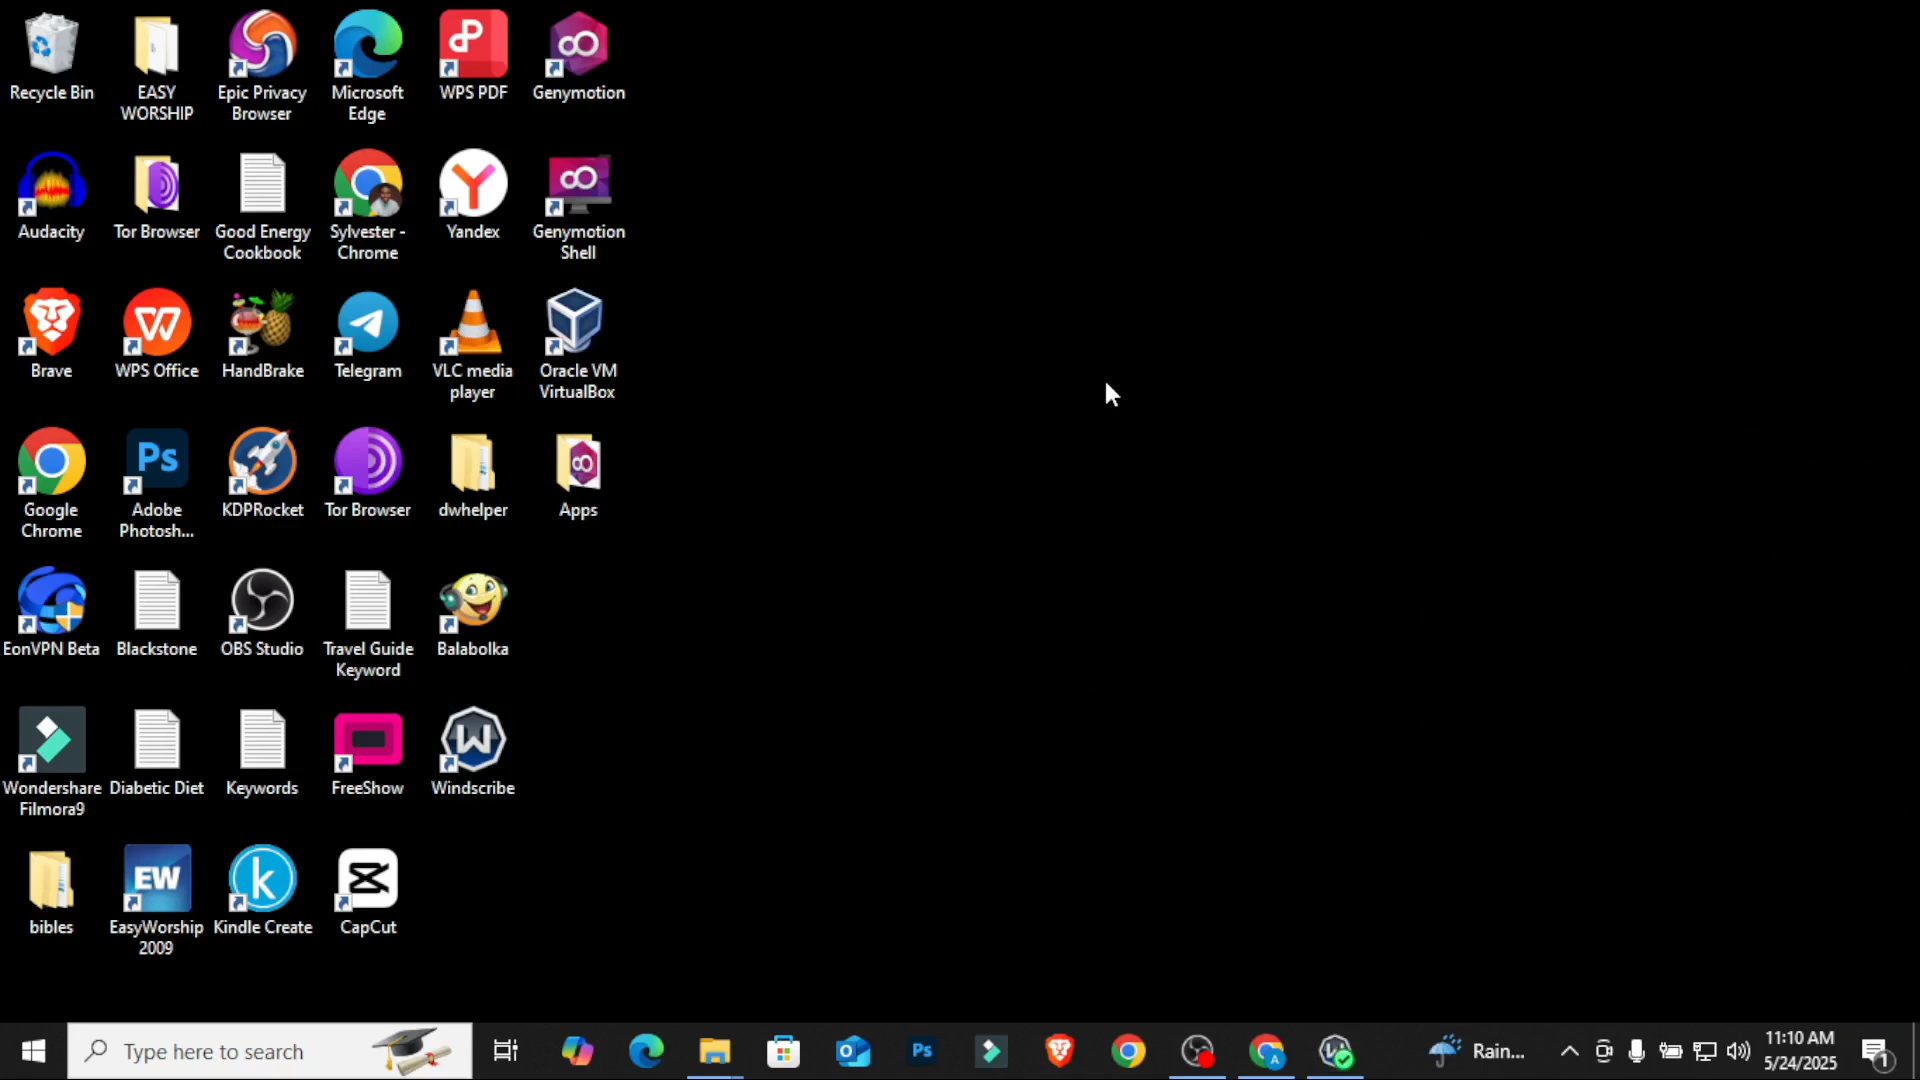 Recycle Bin
EASY
WORSHIP
Epic Privacy
Browser
Microsoft
Edge
WPS PDF
Genymotion
Audacity
Tor Browser
Good Energy
Cookbook
Sylvester -
Chrome
Yandex
Genymotion
Shell
Brave
WPS Office
HandBrake
Telegram
VLC media
player
Oracle VM
VirtualBox
Google
Chrome
Ps
Adobe
Photosh...
KDPRocket
Tor Browser
dwhelper
Apps
EonVPN Beta
Blackstone
OBS Studio
Travel Guide
Keyword
Balabolka
Wondershare
Filmora9
Diabetic Diet
Keywords
FreeShow
Windscribe
bibles
EW
EasyWorship
2009
k
Kindle Create
CapCut
Type here to search
Ps
A
Rain...
11:10 AM
5/24/2025
1